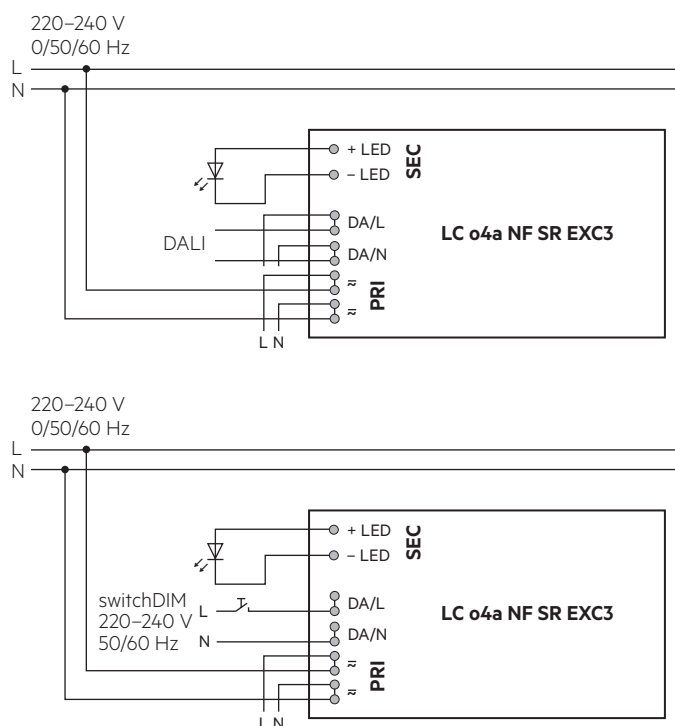 220–240 V
0/50/60 Hz
L
N
+ LED
– LED
SEC
DALI
DA/L
DA/N
LC o4a NF SR EXC3
≂
PRI
≂
L N
220–240 V
0/50/60 Hz
L
N
+ LED
– LED
SEC
switchDIM
220–240 V
50/60 Hz
L
N
DA/L
DA/N
LC o4a NF SR EXC3
≂
PRI
≂
L N